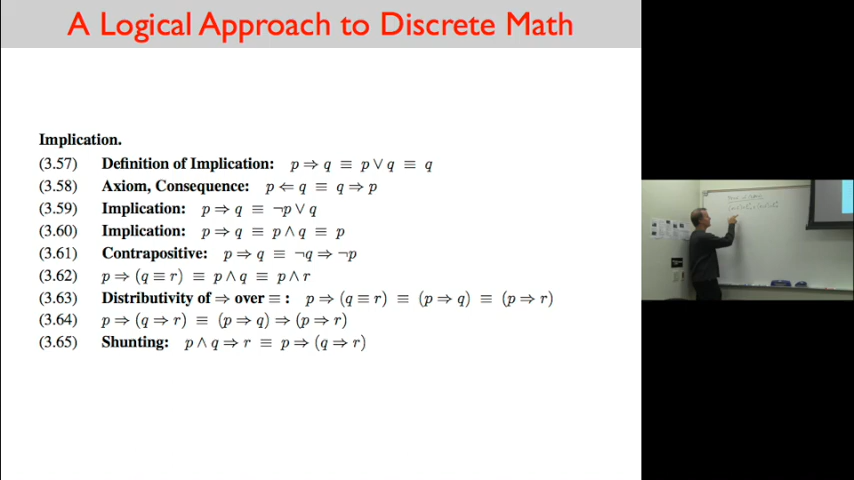 A Logical Approach to Discrete Math
Implication.
(3.57) Definition of Implication: p ⇒ q ≡ p ∨ q ≡ q
(3.58) Axiom, Consequence: p ⇐ q ≡ q ⇒ p
(3.59) Implication: p ⇒ q ≡ ¬p ∨ q
(3.60) Implication: p ⇒ q ≡ p ∧ q ≡ p
(3.61) Contrapositive: p ⇒ q ≡ ¬q ⇒ ¬p
(3.62) p ⇒ (q ≡ r) ≡ p ∧ q ≡ p ∧ r
(3.63) Distributivity of ⇒ over ≡ : p ⇒ (q ≡ r) ≡ (p ⇒ q) ≡ (p ⇒ r)
(3.64) p ⇒ (q ⇒ r) ≡ (p ⇒ q) ⇒ (p ⇒ r)
(3.65) Shunting: p ∧ q ⇒ r ≡ p ⇒ (q ⇒ r)